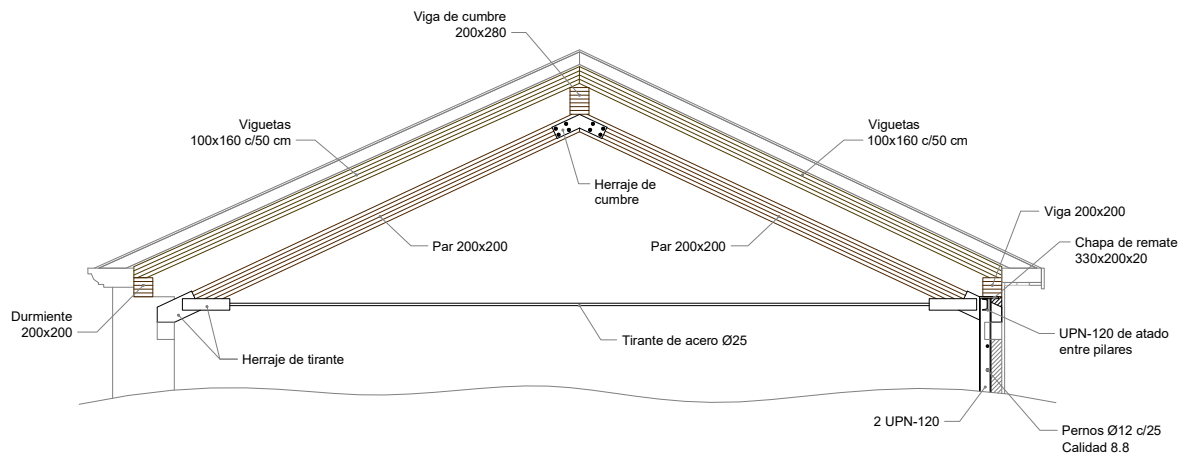 Viga de cumbre
200x280
Viguetas
100x160 c/50 cm
Viguetas
100x160 c/50 cm
Herraje de
cumbre
Viga 200x200
Par 200x200
Par 200x200
Chapa de remate
330x200x20
Durmiente
200x200
Herraje de tirante
Tirante de acero Ø25
UPN-120 de atado
entre pilares
2 UPN-120
Pernos Ø12 c/25
Calidad 8.8